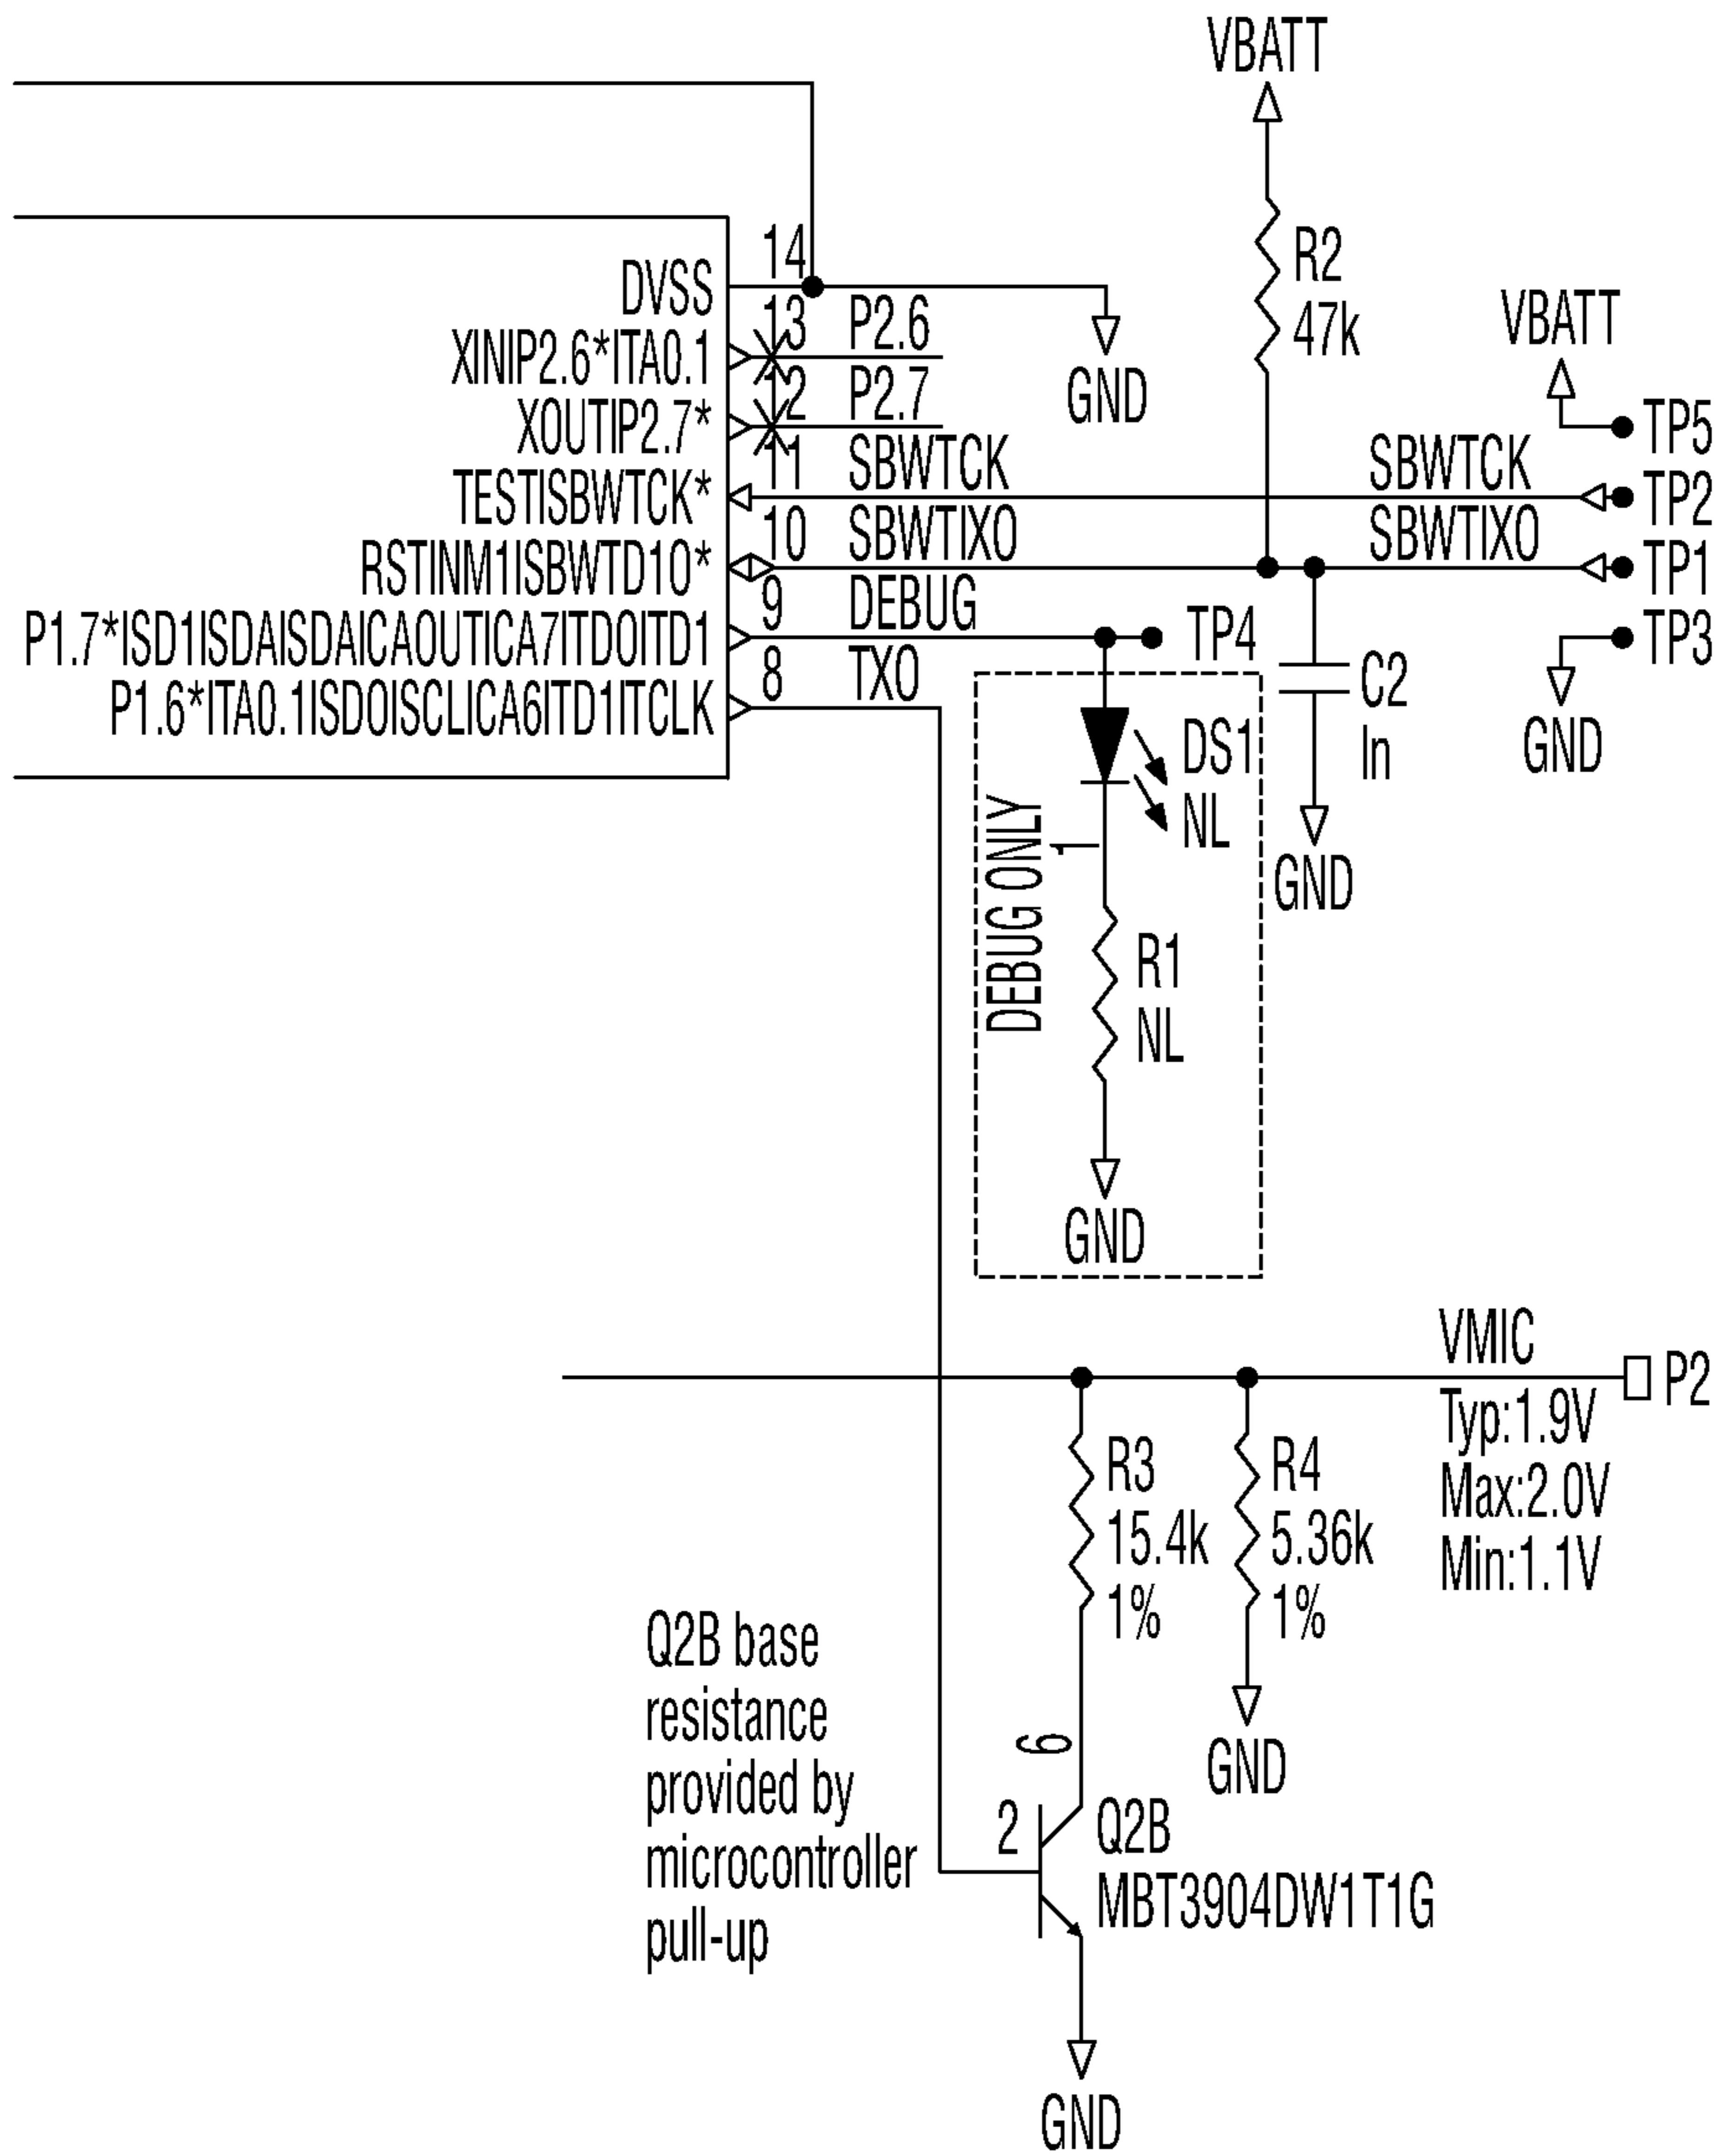 VBATT
14
DVSS
R2
47k
13
P2.6
XINIP2.6*ITA0.1
GND
VBATT
12
P2.7
XOUTIP2.7*
TP5
11
SBWTCK
SBWTCK
TESTISBWTCK*
TP2
10
SBWTIXO
SBWTIXO
RSTINM1ISBWTD10*
TP1
9
DEBUG
P1.7*ISD1ISDAISDAICAOUTICA7ITDOITD1
TP4
TP3
8
TXO
P1.6*ITA0.1ISDOISCLICA6ITD1ITCLK
C2
In
GND
DS1
NL
GND
DEBUG ONLY
1
R1
NL
GND
VMIC
P2
Typ:1.9V
Max:2.0V
Min:1.1V
R3
15.4k
1%
R4
5.36k
1%
GND
Q2B base
resistance
provided by
microcontroller
pull-up
6
2
Q2B
MBT3904DW1T1G
GND